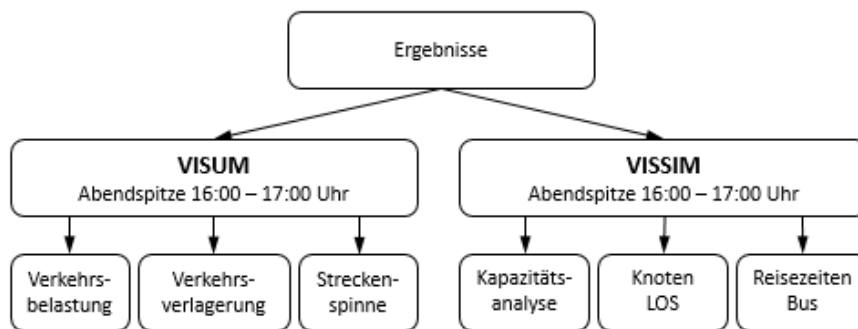 Ergebnisse
VISUM
Abendspitze 16:00 – 17:00 Uhr
VISSIM
Abendspitze 16:00 – 17:00 Uhr
Verkehrs-
belastung
Verkehrs-
verlagerung
Strecken-
spinne
Kapazitäts-
analyse
Knoten
LOS
Reisezeiten
Bus